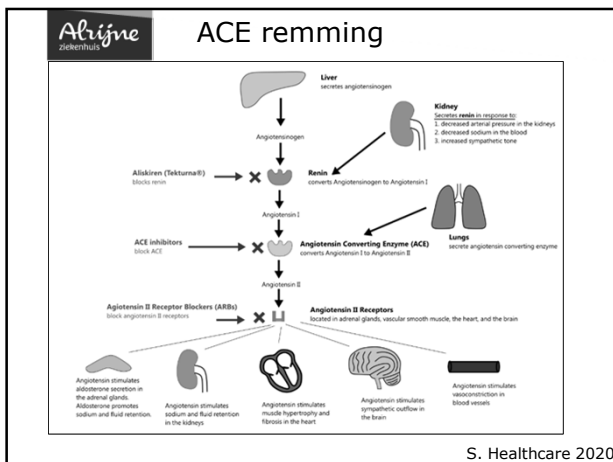 Alrijne
ziekenhuis
ACE remming
Liver
secretes angiotensinogen
Kidney
Secretes renin in response to:
1. decreased arterial pressure in the kidneys
2. decreased sodium in the blood
3. increased sympathetic tone
Angiotensinogen
Aliskiren (Tekturna®)
blocks renin
Renin
converts Angiotensinogen to Angiotensin I
Angiotensin I
Lungs
secrete angiotensin converting enzyme
ACE inhibitors
block ACE
Angiotensin Converting Enzyme (ACE)
converts Angiotensin I to Angiotensin II
Angiotensin II
Agiotensin II Receptor Blockers (ARBs)
block angiotensin II receptors
Angiotensin II Receptors
located in adrenal glands, vascular smooth muscle, the heart, and the brain
Angiotensin stimulates
aldosterone secretion in
the adrenal glands.
Aldosterone promotes
sodium and fluid retention.
Angiotensin stimulates
sodium and fluid retention
in the kidneys
Angiotensin stimulates
muscle hypertrophy and
fibrosis in the heart
Angiotensin stimulates
sympathetic outflow in
the brain
Angiotensin stimulates
vasoconstriction in
blood vessels
S. Healthcare 2020